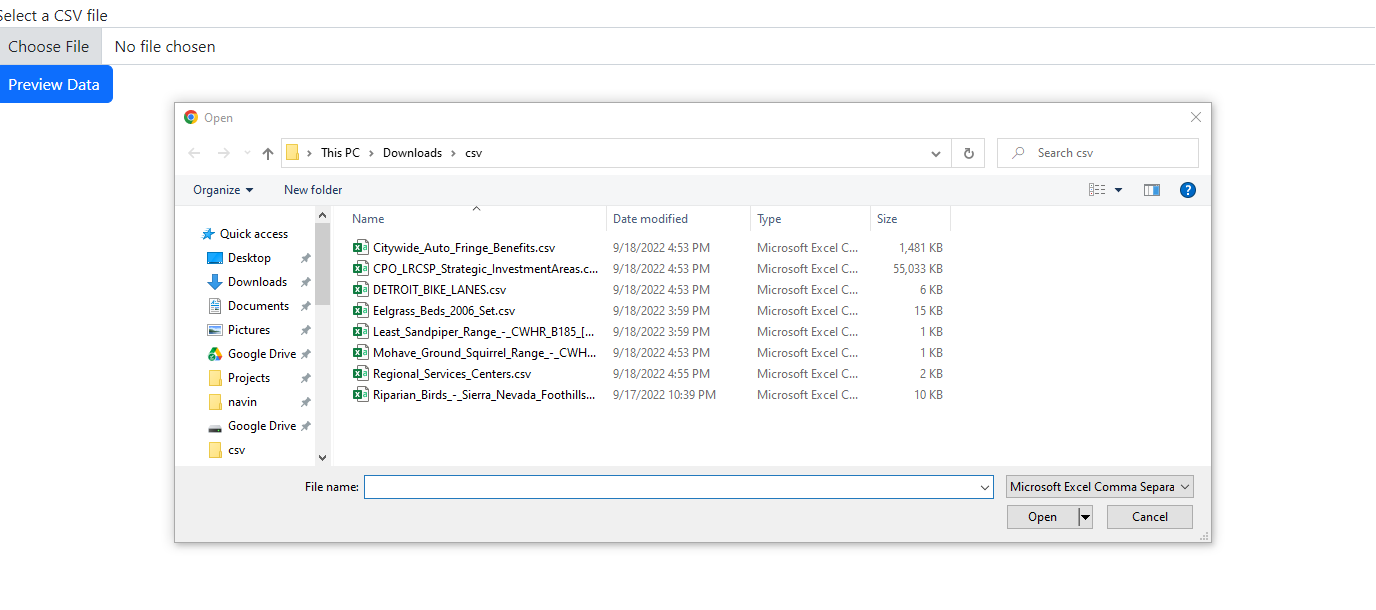 Select a CSV file
Choose File No file chosen
Preview Data
Open
This PC > Downloads > csv
Search csv
Organize New folder
?
Name Date modified Type Size
Quick access
Desktop
Downloads
Documents
Pictures
Google Drive
Projects
navin
Google Drive
csv
Citywide_Auto_Fringe_Benefits.csv 9/18/2022 4:53 PM Microsoft Excel C... 1,481 KB
CPO_LRCSP_Strategic_InvestmentAreas.c... 9/18/2022 4:53 PM Microsoft Excel C... 55,033 KB
DETROIT_BIKE_LANES.csv 9/18/2022 4:53 PM Microsoft Excel C... 6 KB
Eelgrass_Beds_2006_Set.csv 9/18/2022 3:59 PM Microsoft Excel C... 15 KB
Least_Sandpiper_Range_-_CWHR_B185_[... 9/18/2022 3:59 PM Microsoft Excel C... 1 KB
Mohave_Ground_Squirrel_Range_-_CWH... 9/18/2022 4:53 PM Microsoft Excel C... 1 KB
Regional_Services_Centers.csv 9/18/2022 4:55 PM Microsoft Excel C... 2 KB
Riparian_Birds_-_Sierra_Nevada_Foothills... 9/17/2022 10:39 PM Microsoft Excel C... 10 KB
File name: Microsoft Excel Comma Separa
Open Cancel